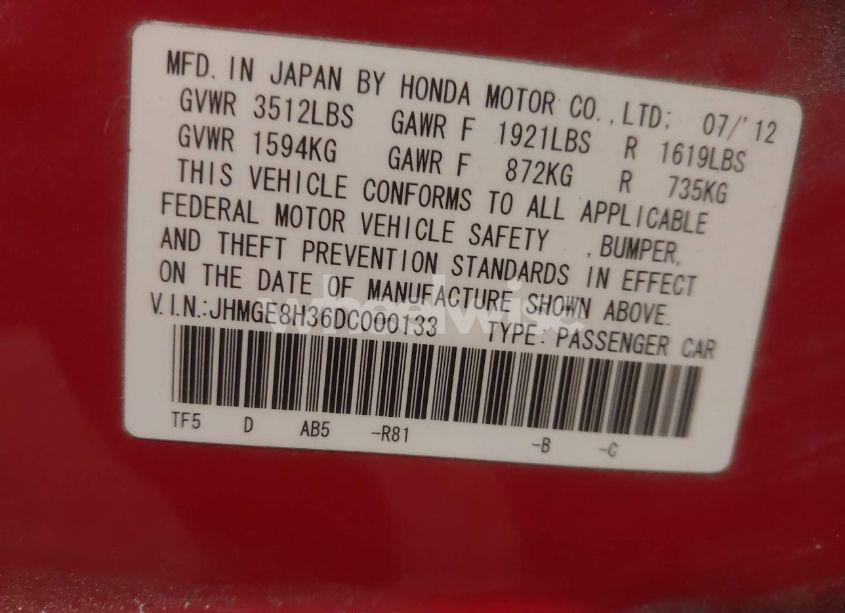 MFD. IN JAPAN BY HONDA MOTOR CO.,LTD; 07/'12
GVWR 3512LBS GAWR F 1921LBS R 1619LBS
GVWR 1594KG GAWR F 872KG R 735KG
THIS VEHICLE CONFORMS TO ALL APPLICABLE
FEDERAL MOTOR VEHICLE SAFETY , BUMPER,
AND THEFT PREVENTION STANDARDS IN EFFECT
ON THE DATE OF MANUFACTURE SHOWN ABOVE.
V.I.N.:JHMGE8H36DC000133 TYPE: PASSENGER CAR
wheelwise
TF5 D AB5 -R81 -B -C